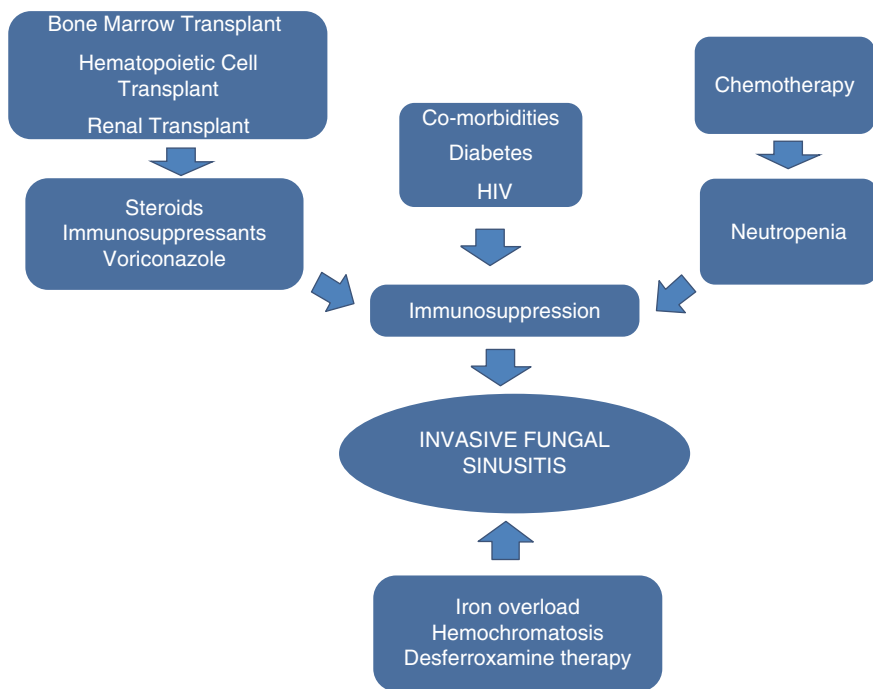 Bone Marrow Transplant
Hematopoietic Cell
Transplant
Renal Transplant
Steroids
Immunosuppressants
Voriconazole
Co-morbidities
Diabetes
HIV
Chemotherapy
Neutropenia
Immunosuppression
INVASIVE FUNGAL
SINUSITIS
Iron overload
Hemochromatosis
Desferroxamine therapy